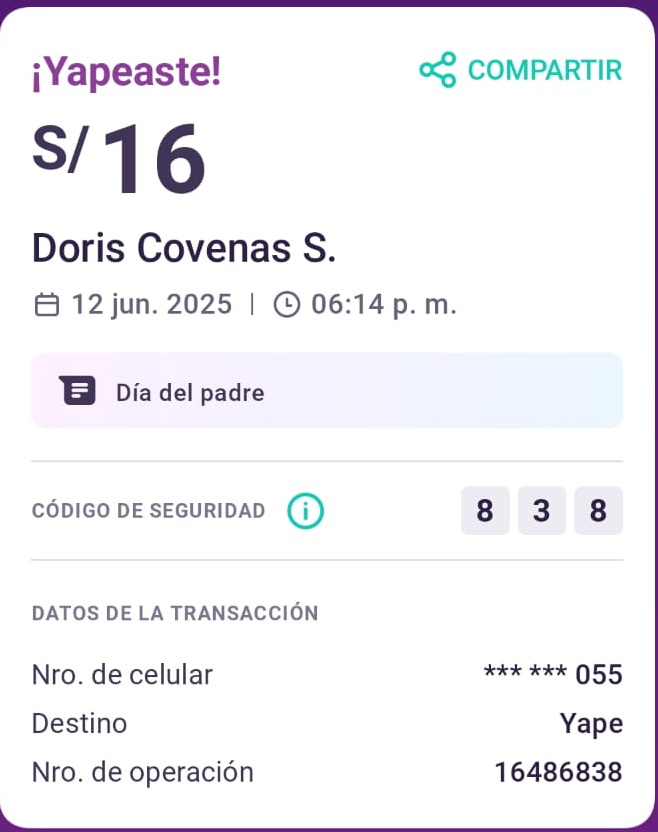 ¡Yapeaste!
COMPARTIR
S/ 16
Doris Covenas S.
12 jun. 2025 | 06:14 p. m.
Día del padre
CÓDIGO DE SEGURIDAD 8 3 8
DATOS DE LA TRANSACCIÓN
Nro. de celular *** *** 055
Destino Yape
Nro. de operación 16486838